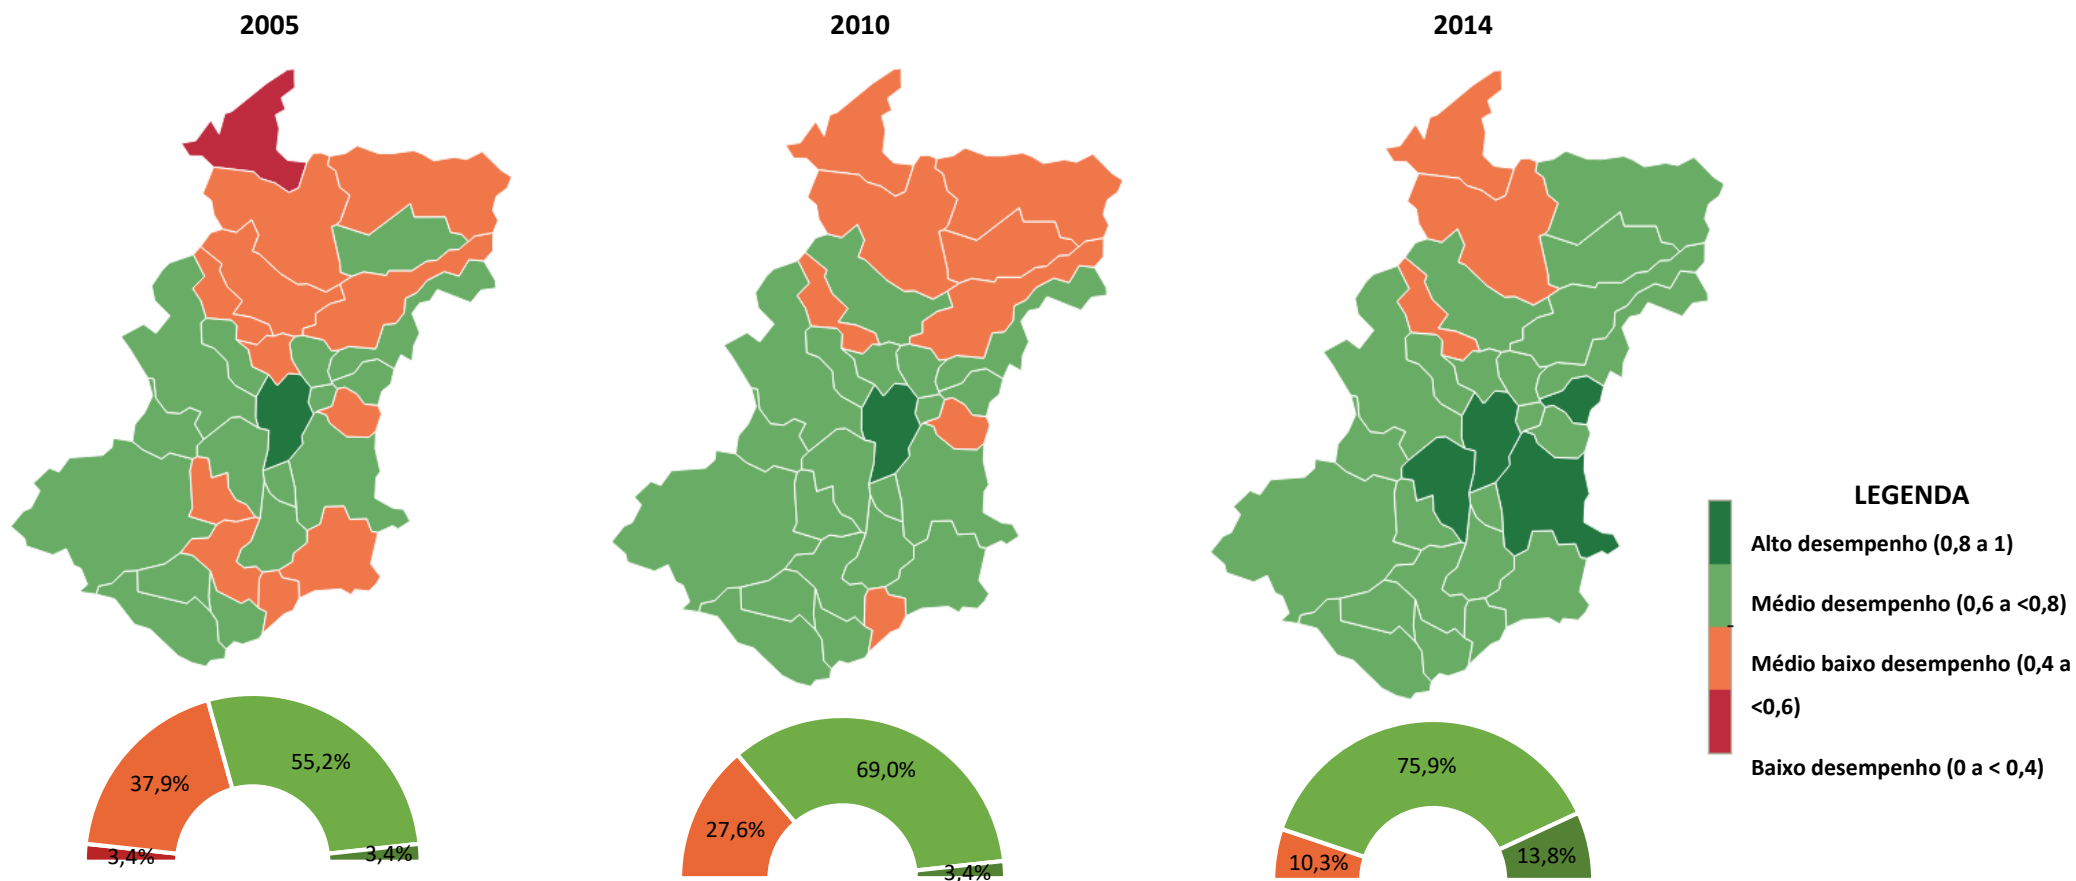 2005
2010
2014
LEGENDA
Alto desempenho (0,8 a 1)
Médio desempenho (0,6 a <0,8)
Médio baixo desempenho (0,4 a
<0,6)
Baixo desempenho (0 a < 0,4)
3,4%
37,9%
55,2%
3,4%
27,6%
69,0%
3,4%
10,3%
75,9%
13,8%